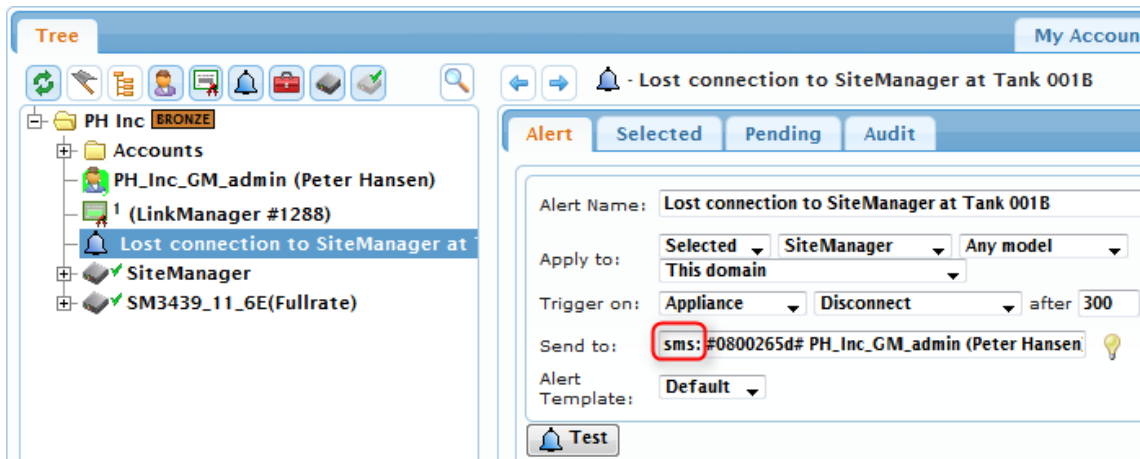 Tree
My Accoun
- Lost connection to SiteManager at Tank 001B
PH Inc BRONZE
Accounts
PH_Inc_GM_admin (Peter Hansen)
1 (LinkManager #1288)
Lost connection to SiteManager at
SiteManager
SM3439_11_6E(Fullrate)
Alert Selected Pending Audit
Alert Name: Lost connection to SiteManager at Tank 001B
Apply to: Selected SiteManager Any model
This domain
Trigger on: Appliance Disconnect after 300
Send to: sms: #0800265d# PH_Inc_GM_admin (Peter Hansen
Alert
Template: Default
Test